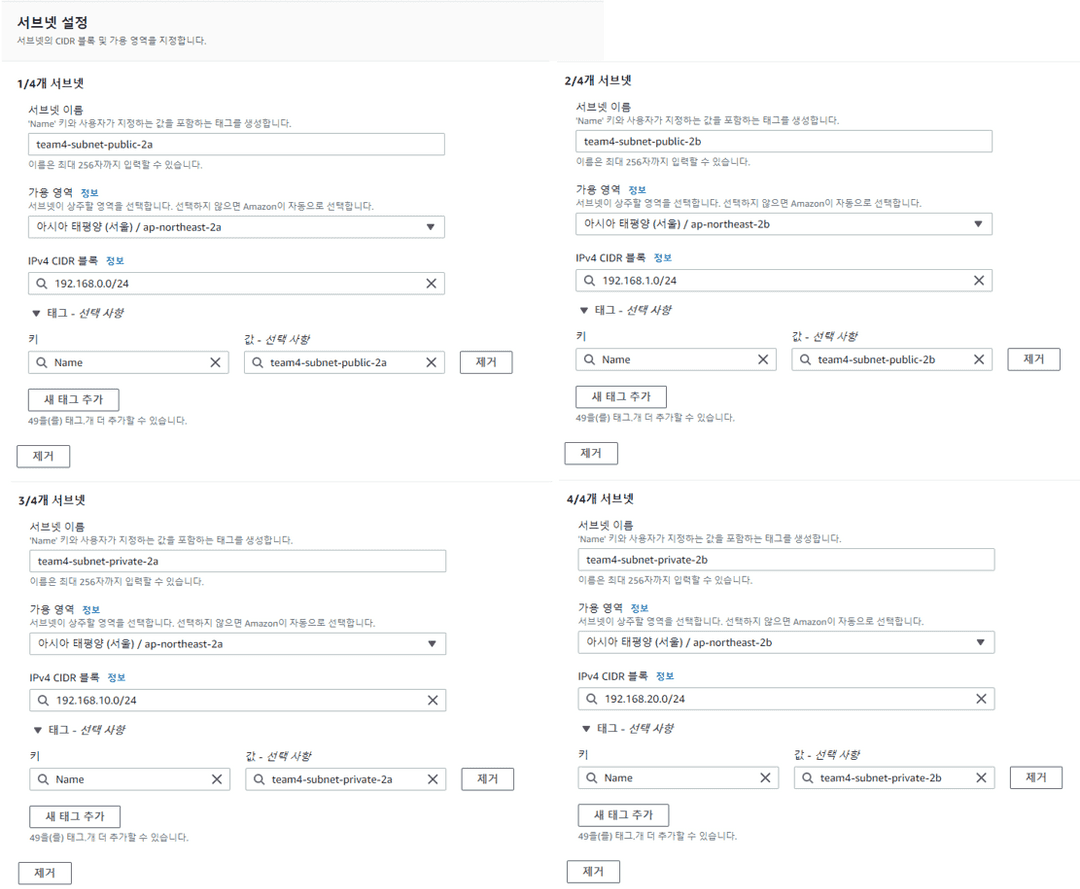 서브넷 설정
서브넷의 CIDR 블록 및 가용 영역을 지정합니다.
1/4개 서브넷
서브넷 이름
'Name' 키와 사용자가 지정하는 값을 포함하는 태그를 생성합니다.
team4-subnet-public-2a
이름은 최대 256자까지 입력할 수 있습니다.
가용 영역 정보
서브넷이 상주할 영역을 선택합니다. 선택하지 않으면 Amazon이 자동으로 선택합니다.
아시아 태평양 (서울) / ap-northeast-2a
IPv4 CIDR 블록 정보
192.168.0.0/24
태그 - 선택 사항
키
값 - 선택 사항
Name
team4-subnet-public-2a
제거
새 태그 추가
49을(를) 태그.개 더 추가할 수 있습니다.
제거
2/4개 서브넷
서브넷 이름
'Name' 키와 사용자가 지정하는 값을 포함하는 태그를 생성합니다.
team4-subnet-public-2b
이름은 최대 256자까지 입력할 수 있습니다.
가용 영역 정보
서브넷이 상주할 영역을 선택합니다. 선택하지 않으면 Amazon이 자동으로 선택합니다.
아시아 태평양 (서울) / ap-northeast-2b
IPv4 CIDR 블록 정보
192.168.1.0/24
태그 - 선택 사항
키
값 - 선택 사항
Name
team4-subnet-public-2b
제거
새 태그 추가
49을(를) 태그.개 더 추가할 수 있습니다.
제거
3/4개 서브넷
서브넷 이름
'Name' 키와 사용자가 지정하는 값을 포함하는 태그를 생성합니다.
team4-subnet-private-2a
이름은 최대 256자까지 입력할 수 있습니다.
가용 영역 정보
서브넷이 상주할 영역을 선택합니다. 선택하지 않으면 Amazon이 자동으로 선택합니다.
아시아 태평양 (서울) / ap-northeast-2a
IPv4 CIDR 블록 정보
192.168.10.0/24
태그 - 선택 사항
키
값 - 선택 사항
Name
team4-subnet-private-2a
제거
새 태그 추가
49을(를) 태그.개 더 추가할 수 있습니다.
제거
4/4개 서브넷
서브넷 이름
'Name' 키와 사용자가 지정하는 값을 포함하는 태그를 생성합니다.
team4-subnet-private-2b
이름은 최대 256자까지 입력할 수 있습니다.
가용 영역 정보
서브넷이 상주할 영역을 선택합니다. 선택하지 않으면 Amazon이 자동으로 선택합니다.
아시아 태평양 (서울) / ap-northeast-2b
IPv4 CIDR 블록 정보
192.168.20.0/24
태그 - 선택 사항
키
값 - 선택 사항
Name
team4-subnet-private-2b
제거
새 태그 추가
49을(를) 태그.개 더 추가할 수 있습니다.
제거